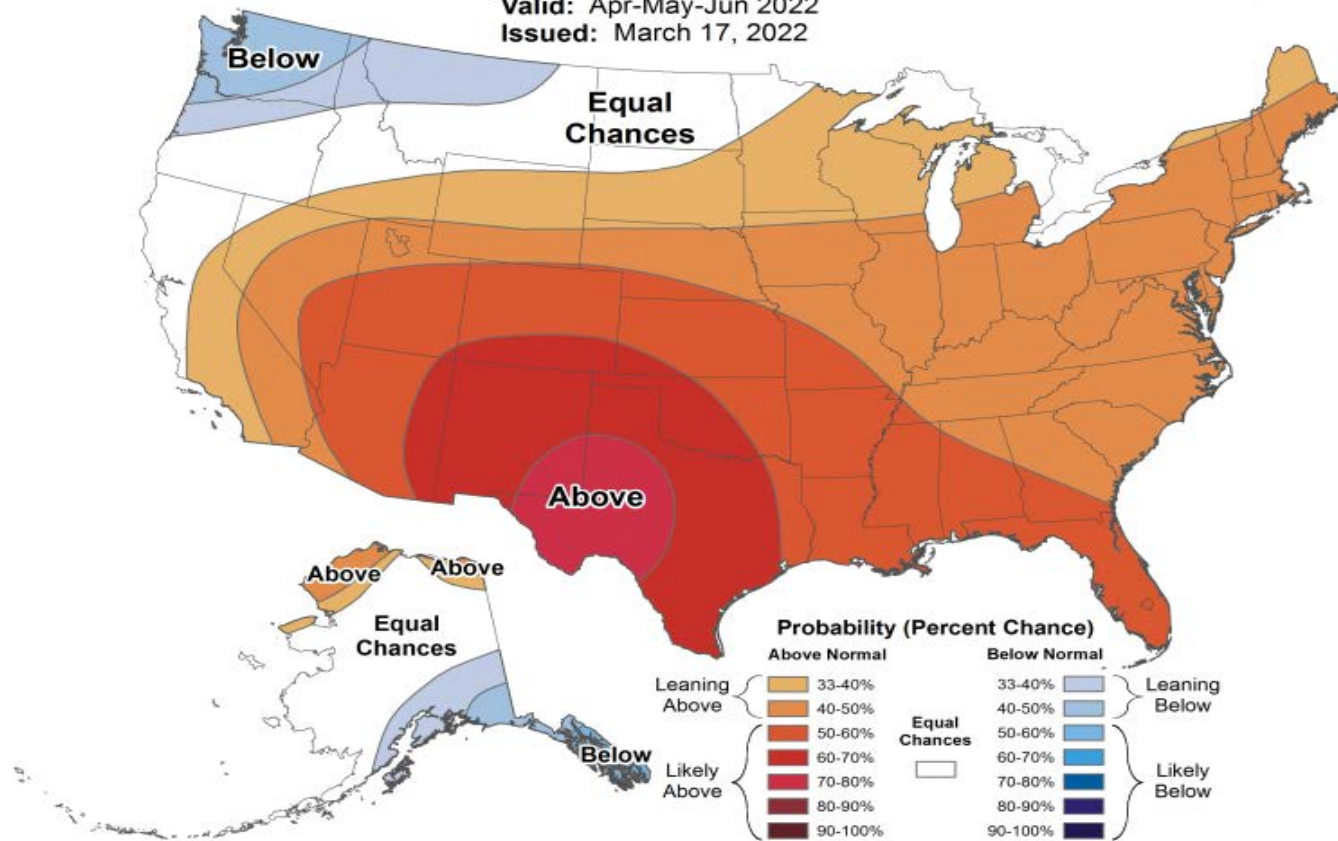 Valid: Apr-May-Jun 2022
Issued: March 17, 2022
Below
Equal
Chances
Above
Above
Above
Equal
Chances
Below
Probability (Percent Chance)
Above Normal
Below Normal
Leaning
Above
33-40%
40-50%
50-60%
60-70%
70-80%
80-90%
90-100%
Likely
Above
Equal
Chances
33-40%
40-50%
50-60%
60-70%
70-80%
80-90%
90-100%
Leaning
Below
Likely
Below